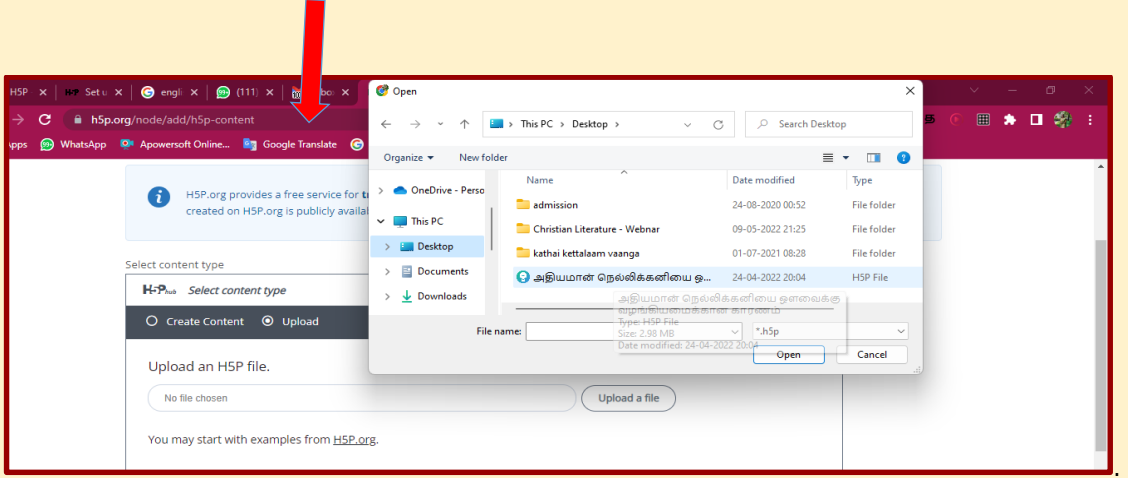 H5P Set u engli (111)
h5p.org/node/add/h5p-content
WhatsApp Apowersoft Online... Google Translate
H5P.org provides a free service for
created on H5P.org is publicly availa
Select content type
H5P hub Select content type
Create Content Upload
Upload an H5P file.
No file chosen Upload a file
You may start with examples from H5P.org.
Open
This PC > Desktop > Search Desktop
Organize New folder
OneDrive - Perso
This PC
Desktop
Documents
Downloads
Name Date modified Type
admission 24-08-2020 00:52 File folder
Christian Literature - Webnar 09-05-2022 21:25 File folder
kathai kettalaam vaanga 01-07-2021 08:28 File folder
அதியமான் நெல்லிக்கனியை ஒ... 24-04-2022 20:04 H5P File
அதியமான் நெல்லிக்கனியை ஔவைக்கு
வழங்கியமைக்கான காரணம்
Type: H5P File
Size: 2.98 MB
Date modified: 24-04-2022 20:04
File name: *.h5p
Open Cancel